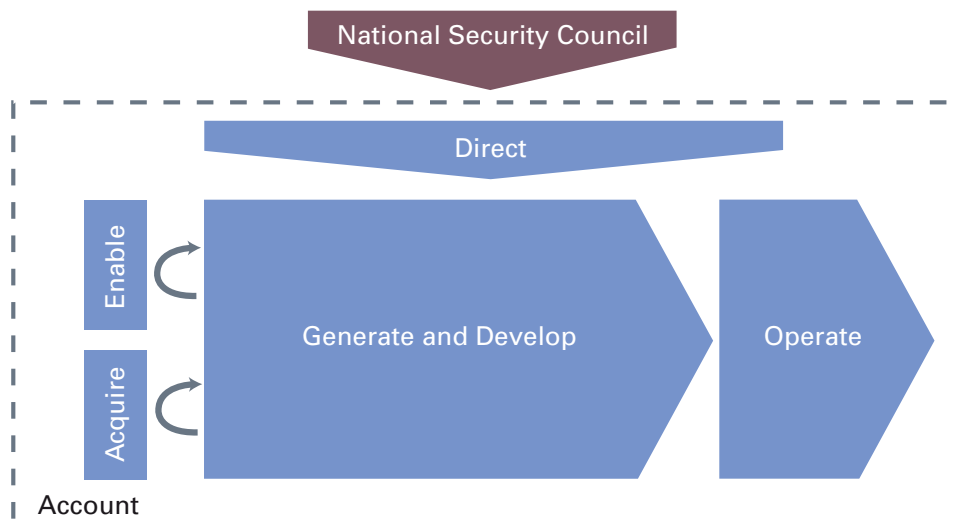 National Security Council
Direct
Enable
Generate and Develop
Operate
Acquire
Account